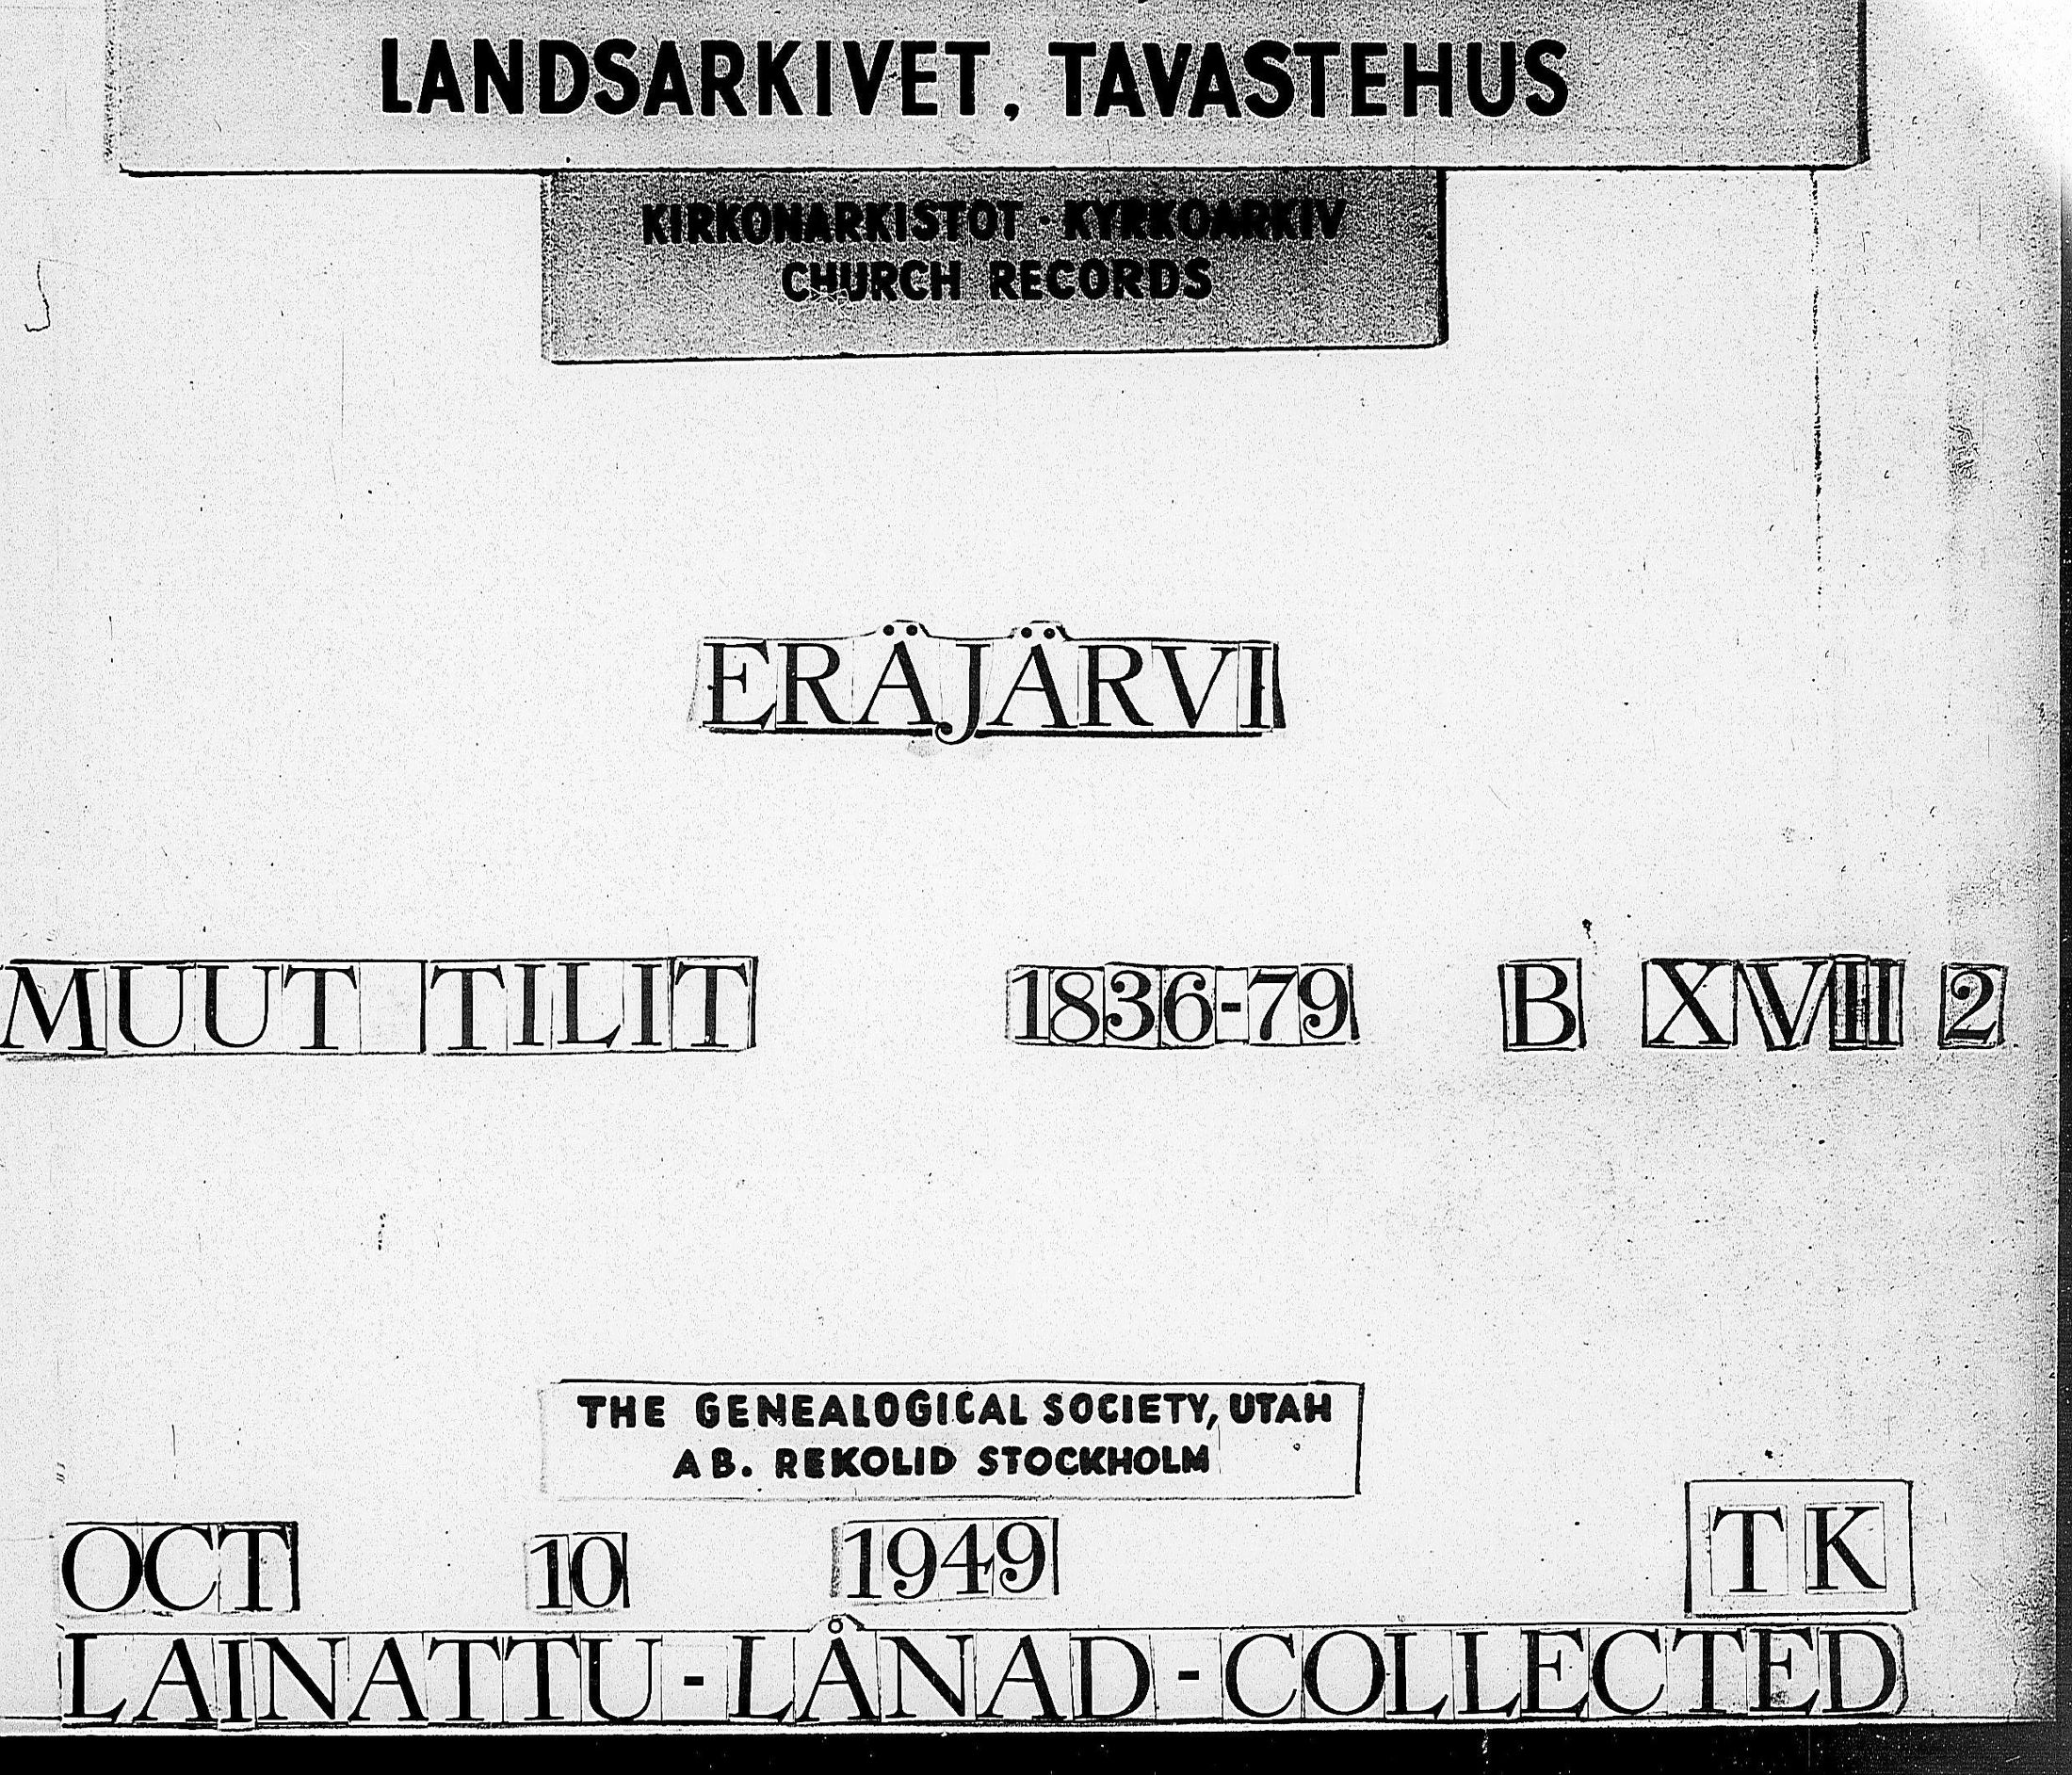 LANDSARKIVET, TAVASTEHUS
KIRKONARKISTOT - KYRKOARKIV
CHURCH RECORDS
ERÄJÄRVI
MUUT TILIT 1836-79 B XVIII 2
THE GENEALOGICAL SOCIETY, UTAH
AB. REKOLID STOCKHOLM
OCT 10 1949 TK
LAINATTU - LÅNAD - COLLECTED